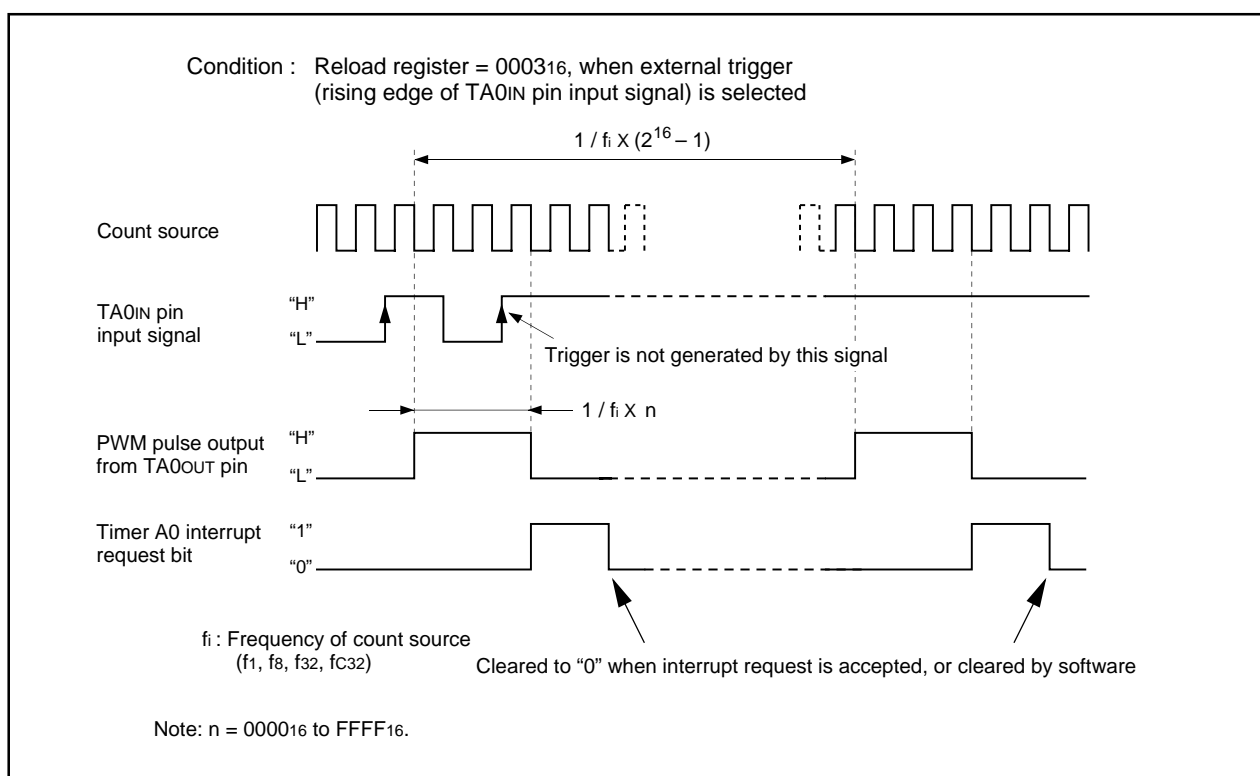 Condition : Reload register = 0003₁₆, when external trigger
(rising edge of TA0IN pin input signal) is selected
1 / fi X (2¹⁶ – 1)
Count source
TA0IN pin
input signal
“H”
“L”
Trigger is not generated by this signal
1 / fi X n
PWM pulse output
from TA0OUT pin
“H”
“L”
Timer A0 interrupt
request bit
“1”
“0”
fi : Frequency of count source
(f1, f8, f32, fC32)
Cleared to “0” when interrupt request is accepted, or cleared by software
Note: n = 0000₁₆ to FFFF₁₆.